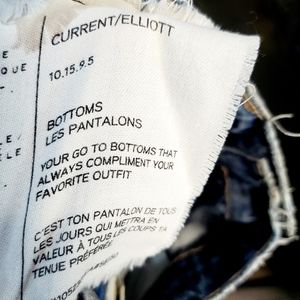 CURRENT/ELLIOTT
10.15.9.5
BOTTOMS
LES PANTALONS
YOUR GO TO BOTTOMS THAT
ALWAYS COMPLIMENT YOUR
FAVORITE OUTFIT
C'EST TON PANTALON DE TOUS
LES JOURS QUI METTRA EN
VALEUR À TOUS LES COUPS TA
TENUE PRÉFÉRÉE